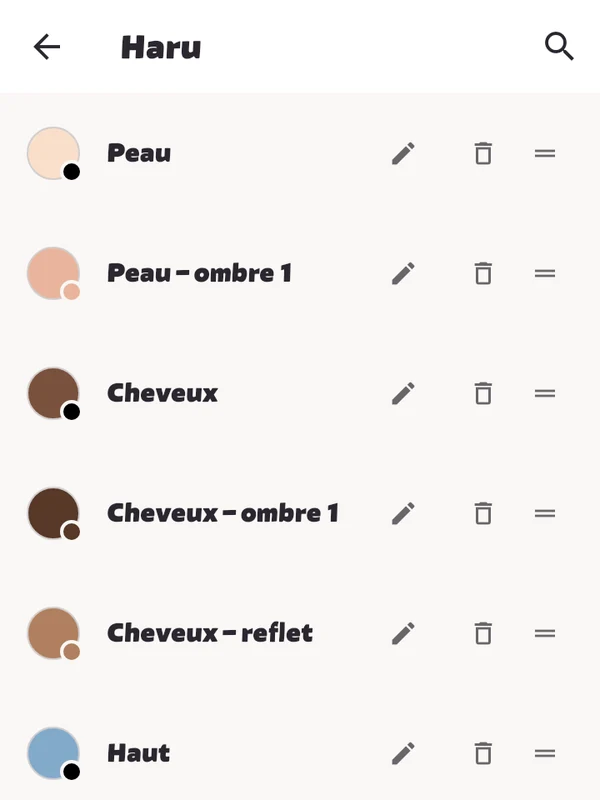 Haru
Peau
Peau – ombre 1
Cheveux
Cheveux – ombre 1
Cheveux – reflet
Haut